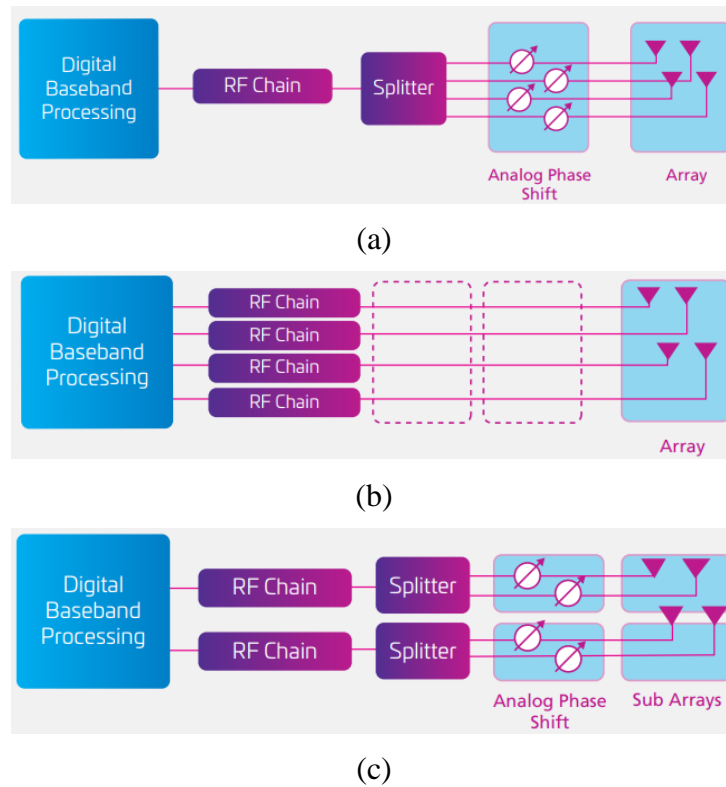 Digital
Baseband
Processing
RF Chain
Splitter
Analog Phase
Shift
Array
(a)
Digital
Baseband
Processing
RF Chain
RF Chain
RF Chain
RF Chain
Array
(b)
Digital
Baseband
Processing
RF Chain
Splitter
RF Chain
Splitter
Analog Phase
Shift
Sub Arrays
(c)